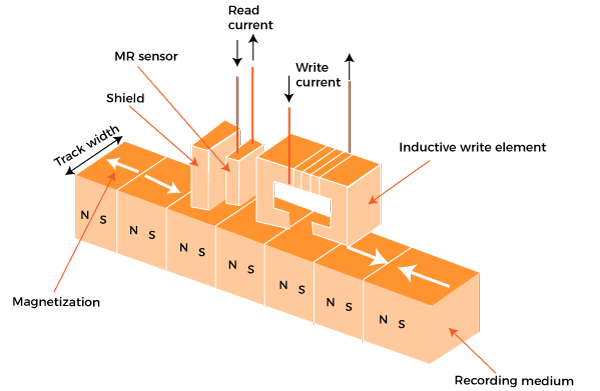 Read
current
MR sensor
Write
current
Shield
Track width
Inductive write element
N S
N S
N S
N S
N S
N S
N S
Magnetization
Recording medium